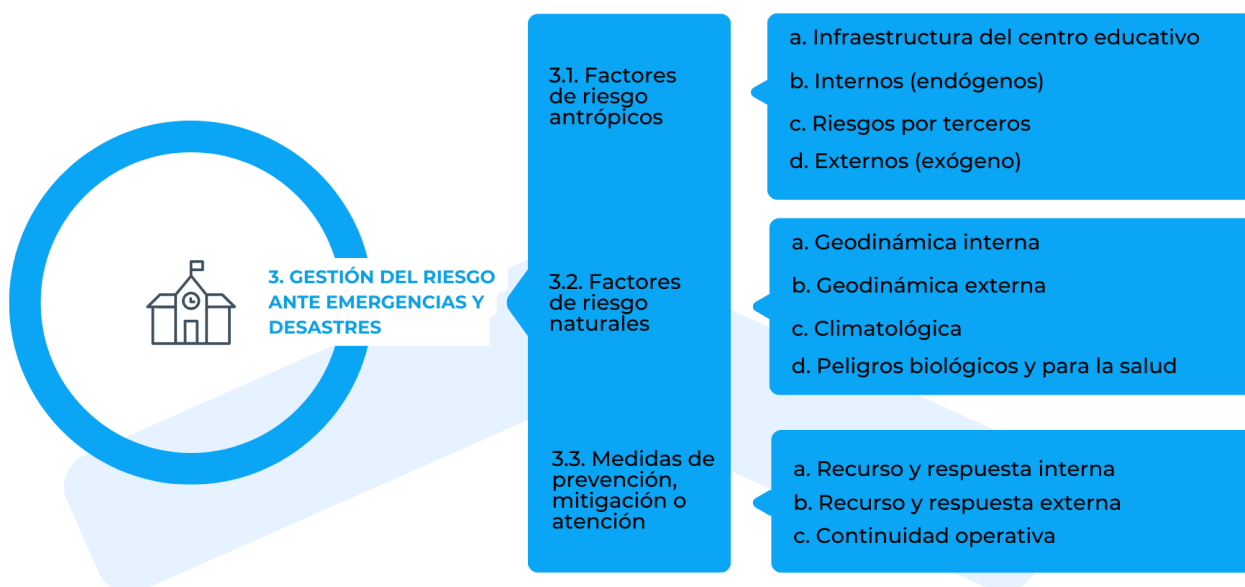 3. GESTIÓN DEL RIESGO
ANTE EMERGENCIAS Y
DESASTRES
3.1. Factores
de riesgo
antrópicos
a. Infraestructura del centro educativo
b. Internos (endógenos)
c. Riesgos por terceros
d. Externos (exógeno)
3.2. Factores
de riesgo
naturales
a. Geodinámica interna
b. Geodinámica externa
c. Climatológica
d. Peligros biológicos y para la salud
3.3. Medidas de
prevención,
mitigación o
atención
a. Recurso y respuesta interna
b. Recurso y respuesta externa
c. Continuidad operativa